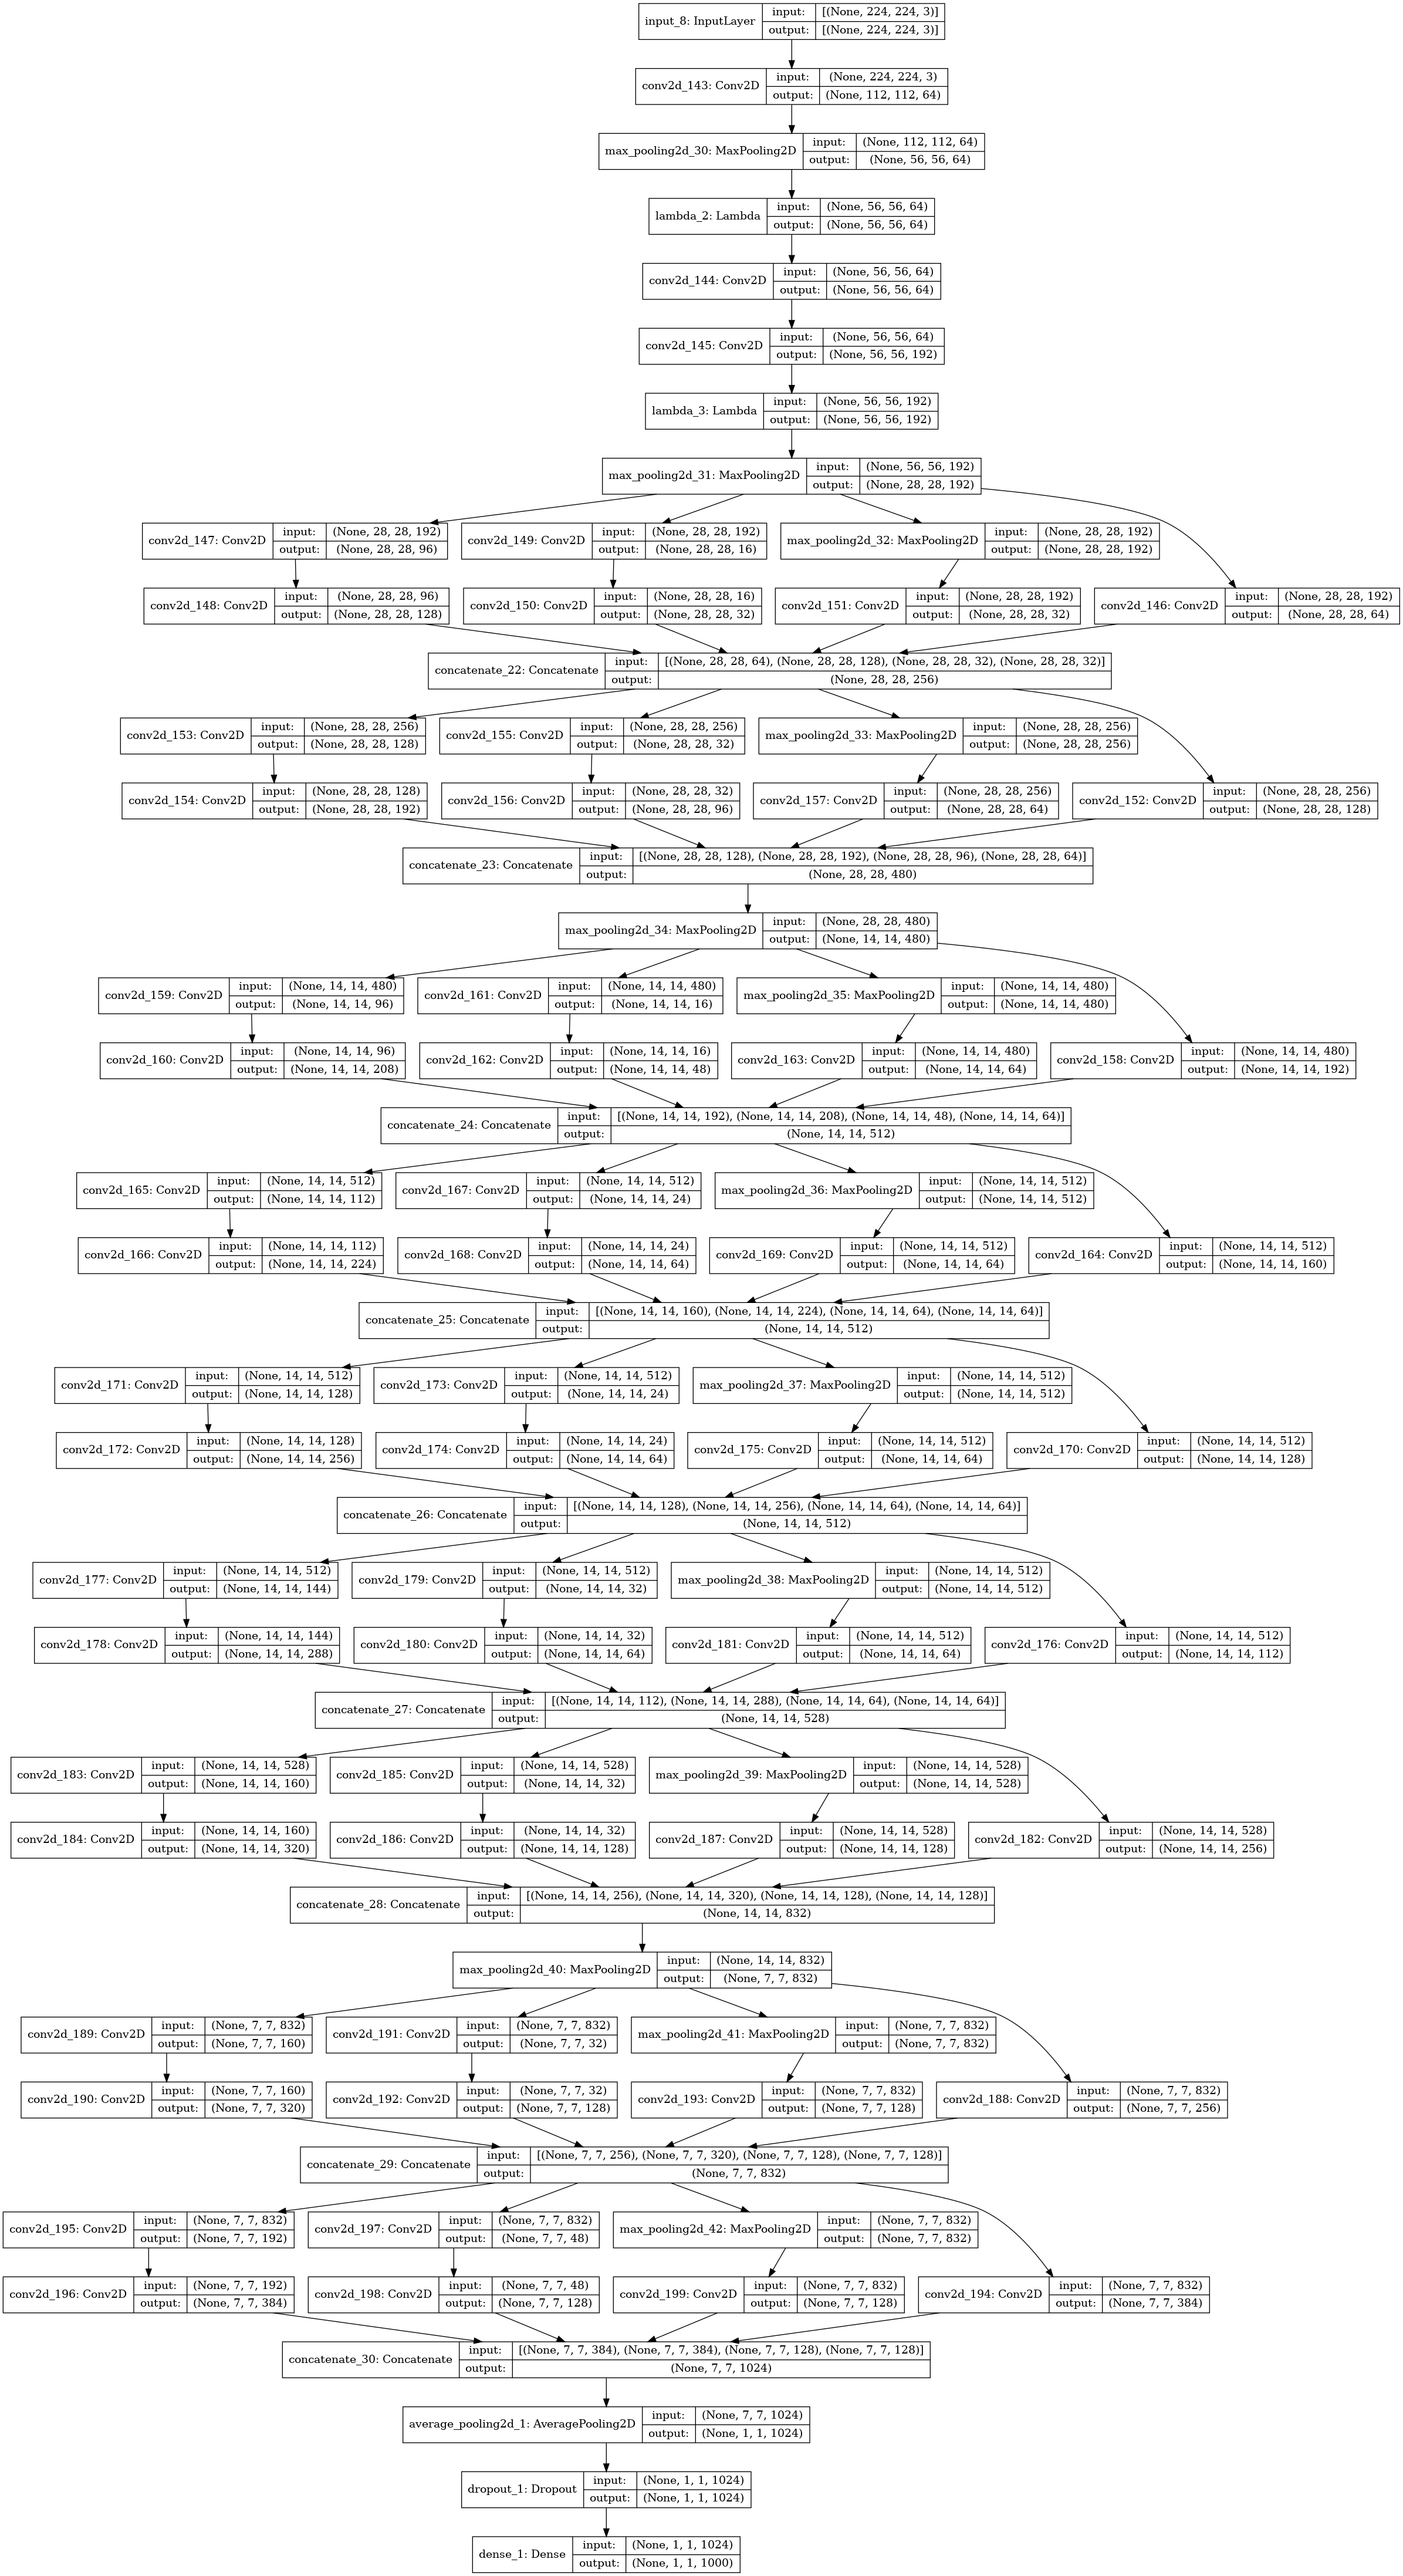 input_8: InputLayer
input: [(None, 224, 224, 3)]
output: [(None, 224, 224, 3)]
conv2d_143: Conv2D
input: (None, 224, 224, 3)
output: (None, 112, 112, 64)
max_pooling2d_30: MaxPooling2D
input: (None, 112, 112, 64)
output: (None, 56, 56, 64)
lambda_2: Lambda
input: (None, 56, 56, 64)
output: (None, 56, 56, 64)
conv2d_144: Conv2D
input: (None, 56, 56, 64)
output: (None, 56, 56, 64)
conv2d_145: Conv2D
input: (None, 56, 56, 64)
output: (None, 56, 56, 192)
lambda_3: Lambda
input: (None, 56, 56, 192)
output: (None, 56, 56, 192)
max_pooling2d_31: MaxPooling2D
input: (None, 56, 56, 192)
output: (None, 28, 28, 192)
conv2d_147: Conv2D
input: (None, 28, 28, 192)
output: (None, 28, 28, 96)
conv2d_149: Conv2D
input: (None, 28, 28, 192)
output: (None, 28, 28, 16)
max_pooling2d_32: MaxPooling2D
input: (None, 28, 28, 192)
output: (None, 28, 28, 192)
conv2d_148: Conv2D
input: (None, 28, 28, 96)
output: (None, 28, 28, 128)
conv2d_150: Conv2D
input: (None, 28, 28, 16)
output: (None, 28, 28, 32)
conv2d_151: Conv2D
input: (None, 28, 28, 192)
output: (None, 28, 28, 32)
conv2d_146: Conv2D
input: (None, 28, 28, 192)
output: (None, 28, 28, 64)
concatenate_22: Concatenate
input: [(None, 28, 28, 64), (None, 28, 28, 128), (None, 28, 28, 32), (None, 28, 28, 32)]
output: (None, 28, 28, 256)
conv2d_153: Conv2D
input: (None, 28, 28, 256)
output: (None, 28, 28, 128)
conv2d_155: Conv2D
input: (None, 28, 28, 256)
output: (None, 28, 28, 32)
max_pooling2d_33: MaxPooling2D
input: (None, 28, 28, 256)
output: (None, 28, 28, 256)
conv2d_154: Conv2D
input: (None, 28, 28, 128)
output: (None, 28, 28, 192)
conv2d_156: Conv2D
input: (None, 28, 28, 32)
output: (None, 28, 28, 96)
conv2d_157: Conv2D
input: (None, 28, 28, 256)
output: (None, 28, 28, 64)
conv2d_152: Conv2D
input: (None, 28, 28, 256)
output: (None, 28, 28, 128)
concatenate_23: Concatenate
input: [(None, 28, 28, 128), (None, 28, 28, 192), (None, 28, 28, 96), (None, 28, 28, 64)]
output: (None, 28, 28, 480)
max_pooling2d_34: MaxPooling2D
input: (None, 28, 28, 480)
output: (None, 14, 14, 480)
conv2d_159: Conv2D
input: (None, 14, 14, 480)
output: (None, 14, 14, 96)
conv2d_161: Conv2D
input: (None, 14, 14, 480)
output: (None, 14, 14, 16)
max_pooling2d_35: MaxPooling2D
input: (None, 14, 14, 480)
output: (None, 14, 14, 480)
conv2d_160: Conv2D
input: (None, 14, 14, 96)
output: (None, 14, 14, 208)
conv2d_162: Conv2D
input: (None, 14, 14, 16)
output: (None, 14, 14, 48)
conv2d_163: Conv2D
input: (None, 14, 14, 480)
output: (None, 14, 14, 64)
conv2d_158: Conv2D
input: (None, 14, 14, 480)
output: (None, 14, 14, 192)
concatenate_24: Concatenate
input: [(None, 14, 14, 192), (None, 14, 14, 208), (None, 14, 14, 48), (None, 14, 14, 64)]
output: (None, 14, 14, 512)
conv2d_165: Conv2D
input: (None, 14, 14, 512)
output: (None, 14, 14, 112)
conv2d_167: Conv2D
input: (None, 14, 14, 512)
output: (None, 14, 14, 24)
max_pooling2d_36: MaxPooling2D
input: (None, 14, 14, 512)
output: (None, 14, 14, 512)
conv2d_166: Conv2D
input: (None, 14, 14, 112)
output: (None, 14, 14, 224)
conv2d_168: Conv2D
input: (None, 14, 14, 24)
output: (None, 14, 14, 64)
conv2d_169: Conv2D
input: (None, 14, 14, 512)
output: (None, 14, 14, 64)
conv2d_164: Conv2D
input: (None, 14, 14, 512)
output: (None, 14, 14, 160)
concatenate_25: Concatenate
input: [(None, 14, 14, 160), (None, 14, 14, 224), (None, 14, 14, 64), (None, 14, 14, 64)]
output: (None, 14, 14, 512)
conv2d_171: Conv2D
input: (None, 14, 14, 512)
output: (None, 14, 14, 128)
conv2d_173: Conv2D
input: (None, 14, 14, 512)
output: (None, 14, 14, 24)
max_pooling2d_37: MaxPooling2D
input: (None, 14, 14, 512)
output: (None, 14, 14, 512)
conv2d_172: Conv2D
input: (None, 14, 14, 128)
output: (None, 14, 14, 256)
conv2d_174: Conv2D
input: (None, 14, 14, 24)
output: (None, 14, 14, 64)
conv2d_175: Conv2D
input: (None, 14, 14, 512)
output: (None, 14, 14, 64)
conv2d_170: Conv2D
input: (None, 14, 14, 512)
output: (None, 14, 14, 128)
concatenate_26: Concatenate
input: [(None, 14, 14, 128), (None, 14, 14, 256), (None, 14, 14, 64), (None, 14, 14, 64)]
output: (None, 14, 14, 512)
conv2d_177: Conv2D
input: (None, 14, 14, 512)
output: (None, 14, 14, 144)
conv2d_179: Conv2D
input: (None, 14, 14, 512)
output: (None, 14, 14, 32)
max_pooling2d_38: MaxPooling2D
input: (None, 14, 14, 512)
output: (None, 14, 14, 512)
conv2d_178: Conv2D
input: (None, 14, 14, 144)
output: (None, 14, 14, 288)
conv2d_180: Conv2D
input: (None, 14, 14, 32)
output: (None, 14, 14, 64)
conv2d_181: Conv2D
input: (None, 14, 14, 512)
output: (None, 14, 14, 64)
conv2d_176: Conv2D
input: (None, 14, 14, 512)
output: (None, 14, 14, 112)
concatenate_27: Concatenate
input: [(None, 14, 14, 112), (None, 14, 14, 288), (None, 14, 14, 64), (None, 14, 14, 64)]
output: (None, 14, 14, 528)
conv2d_183: Conv2D
input: (None, 14, 14, 528)
output: (None, 14, 14, 160)
conv2d_185: Conv2D
input: (None, 14, 14, 528)
output: (None, 14, 14, 32)
max_pooling2d_39: MaxPooling2D
input: (None, 14, 14, 528)
output: (None, 14, 14, 528)
conv2d_184: Conv2D
input: (None, 14, 14, 160)
output: (None, 14, 14, 320)
conv2d_186: Conv2D
input: (None, 14, 14, 32)
output: (None, 14, 14, 128)
conv2d_187: Conv2D
input: (None, 14, 14, 528)
output: (None, 14, 14, 128)
conv2d_182: Conv2D
input: (None, 14, 14, 528)
output: (None, 14, 14, 256)
concatenate_28: Concatenate
input: [(None, 14, 14, 256), (None, 14, 14, 320), (None, 14, 14, 128), (None, 14, 14, 128)]
output: (None, 14, 14, 832)
max_pooling2d_40: MaxPooling2D
input: (None, 14, 14, 832)
output: (None, 7, 7, 832)
conv2d_189: Conv2D
input: (None, 7, 7, 832)
output: (None, 7, 7, 160)
conv2d_191: Conv2D
input: (None, 7, 7, 832)
output: (None, 7, 7, 32)
max_pooling2d_41: MaxPooling2D
input: (None, 7, 7, 832)
output: (None, 7, 7, 832)
conv2d_190: Conv2D
input: (None, 7, 7, 160)
output: (None, 7, 7, 320)
conv2d_192: Conv2D
input: (None, 7, 7, 32)
output: (None, 7, 7, 128)
conv2d_193: Conv2D
input: (None, 7, 7, 832)
output: (None, 7, 7, 128)
conv2d_188: Conv2D
input: (None, 7, 7, 832)
output: (None, 7, 7, 256)
concatenate_29: Concatenate
input: [(None, 7, 7, 256), (None, 7, 7, 320), (None, 7, 7, 128), (None, 7, 7, 128)]
output: (None, 7, 7, 832)
conv2d_195: Conv2D
input: (None, 7, 7, 832)
output: (None, 7, 7, 192)
conv2d_197: Conv2D
input: (None, 7, 7, 832)
output: (None, 7, 7, 48)
max_pooling2d_42: MaxPooling2D
input: (None, 7, 7, 832)
output: (None, 7, 7, 832)
conv2d_196: Conv2D
input: (None, 7, 7, 192)
output: (None, 7, 7, 384)
conv2d_198: Conv2D
input: (None, 7, 7, 48)
output: (None, 7, 7, 128)
conv2d_199: Conv2D
input: (None, 7, 7, 832)
output: (None, 7, 7, 128)
conv2d_194: Conv2D
input: (None, 7, 7, 832)
output: (None, 7, 7, 384)
concatenate_30: Concatenate
input: [(None, 7, 7, 384), (None, 7, 7, 384), (None, 7, 7, 128), (None, 7, 7, 128)]
output: (None, 7, 7, 1024)
average_pooling2d_1: AveragePooling2D
input: (None, 7, 7, 1024)
output: (None, 1, 1, 1024)
dropout_1: Dropout
input: (None, 1, 1, 1024)
output: (None, 1, 1, 1024)
dense_1: Dense
input: (None, 1, 1, 1024)
output: (None, 1, 1, 1000)